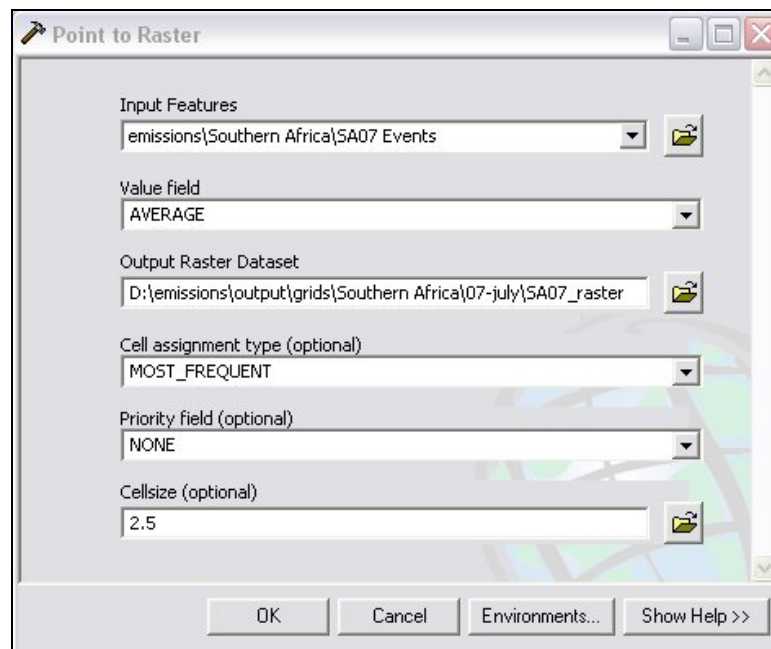 Point to Raster
Input Features
emissions\Southern Africa\SA07 Events
Value field
AVERAGE
Output Raster Dataset
D:\emissions\output\grids\Southern Africa\07-july\SA07_raster
Cell assignment type (optional)
MOST_FREQUENT
Priority field (optional)
NONE
Cellsize (optional)
2.5
OK Cancel Environments... Show Help >>